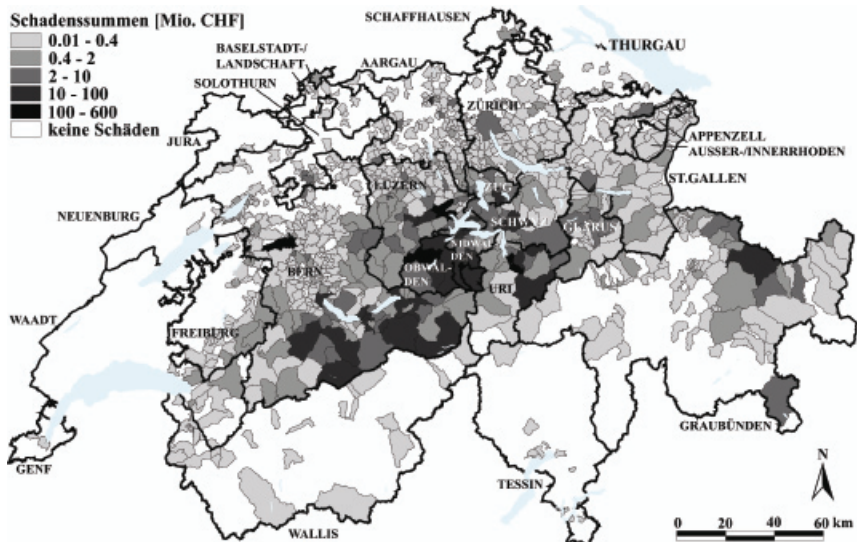 Schadenssummen [Mio. CHF]
0.01 - 0.4
0.4 - 2
2 - 10
10 - 100
100 - 600
keine Schäden
SCHAFFHAUSEN
BASELSTADT-/
LANDSCHAFT
AARGAU
THURGAU
SOLOTHURN
ZÜRICH
JURA
APPENZELL
AUSSER-/INNERRHODEN
LUZERN
ZUG
ST.GALLEN
NEUENBURG
SCHWYZ
GLARUS
NIDWAL-
DEN
BERN
OBWAL-
DEN
URI
WAADT
FREIBURG
GRAUBÜNDEN
GENF
TESSIN
WALLIS
N
0 20 40 60 km